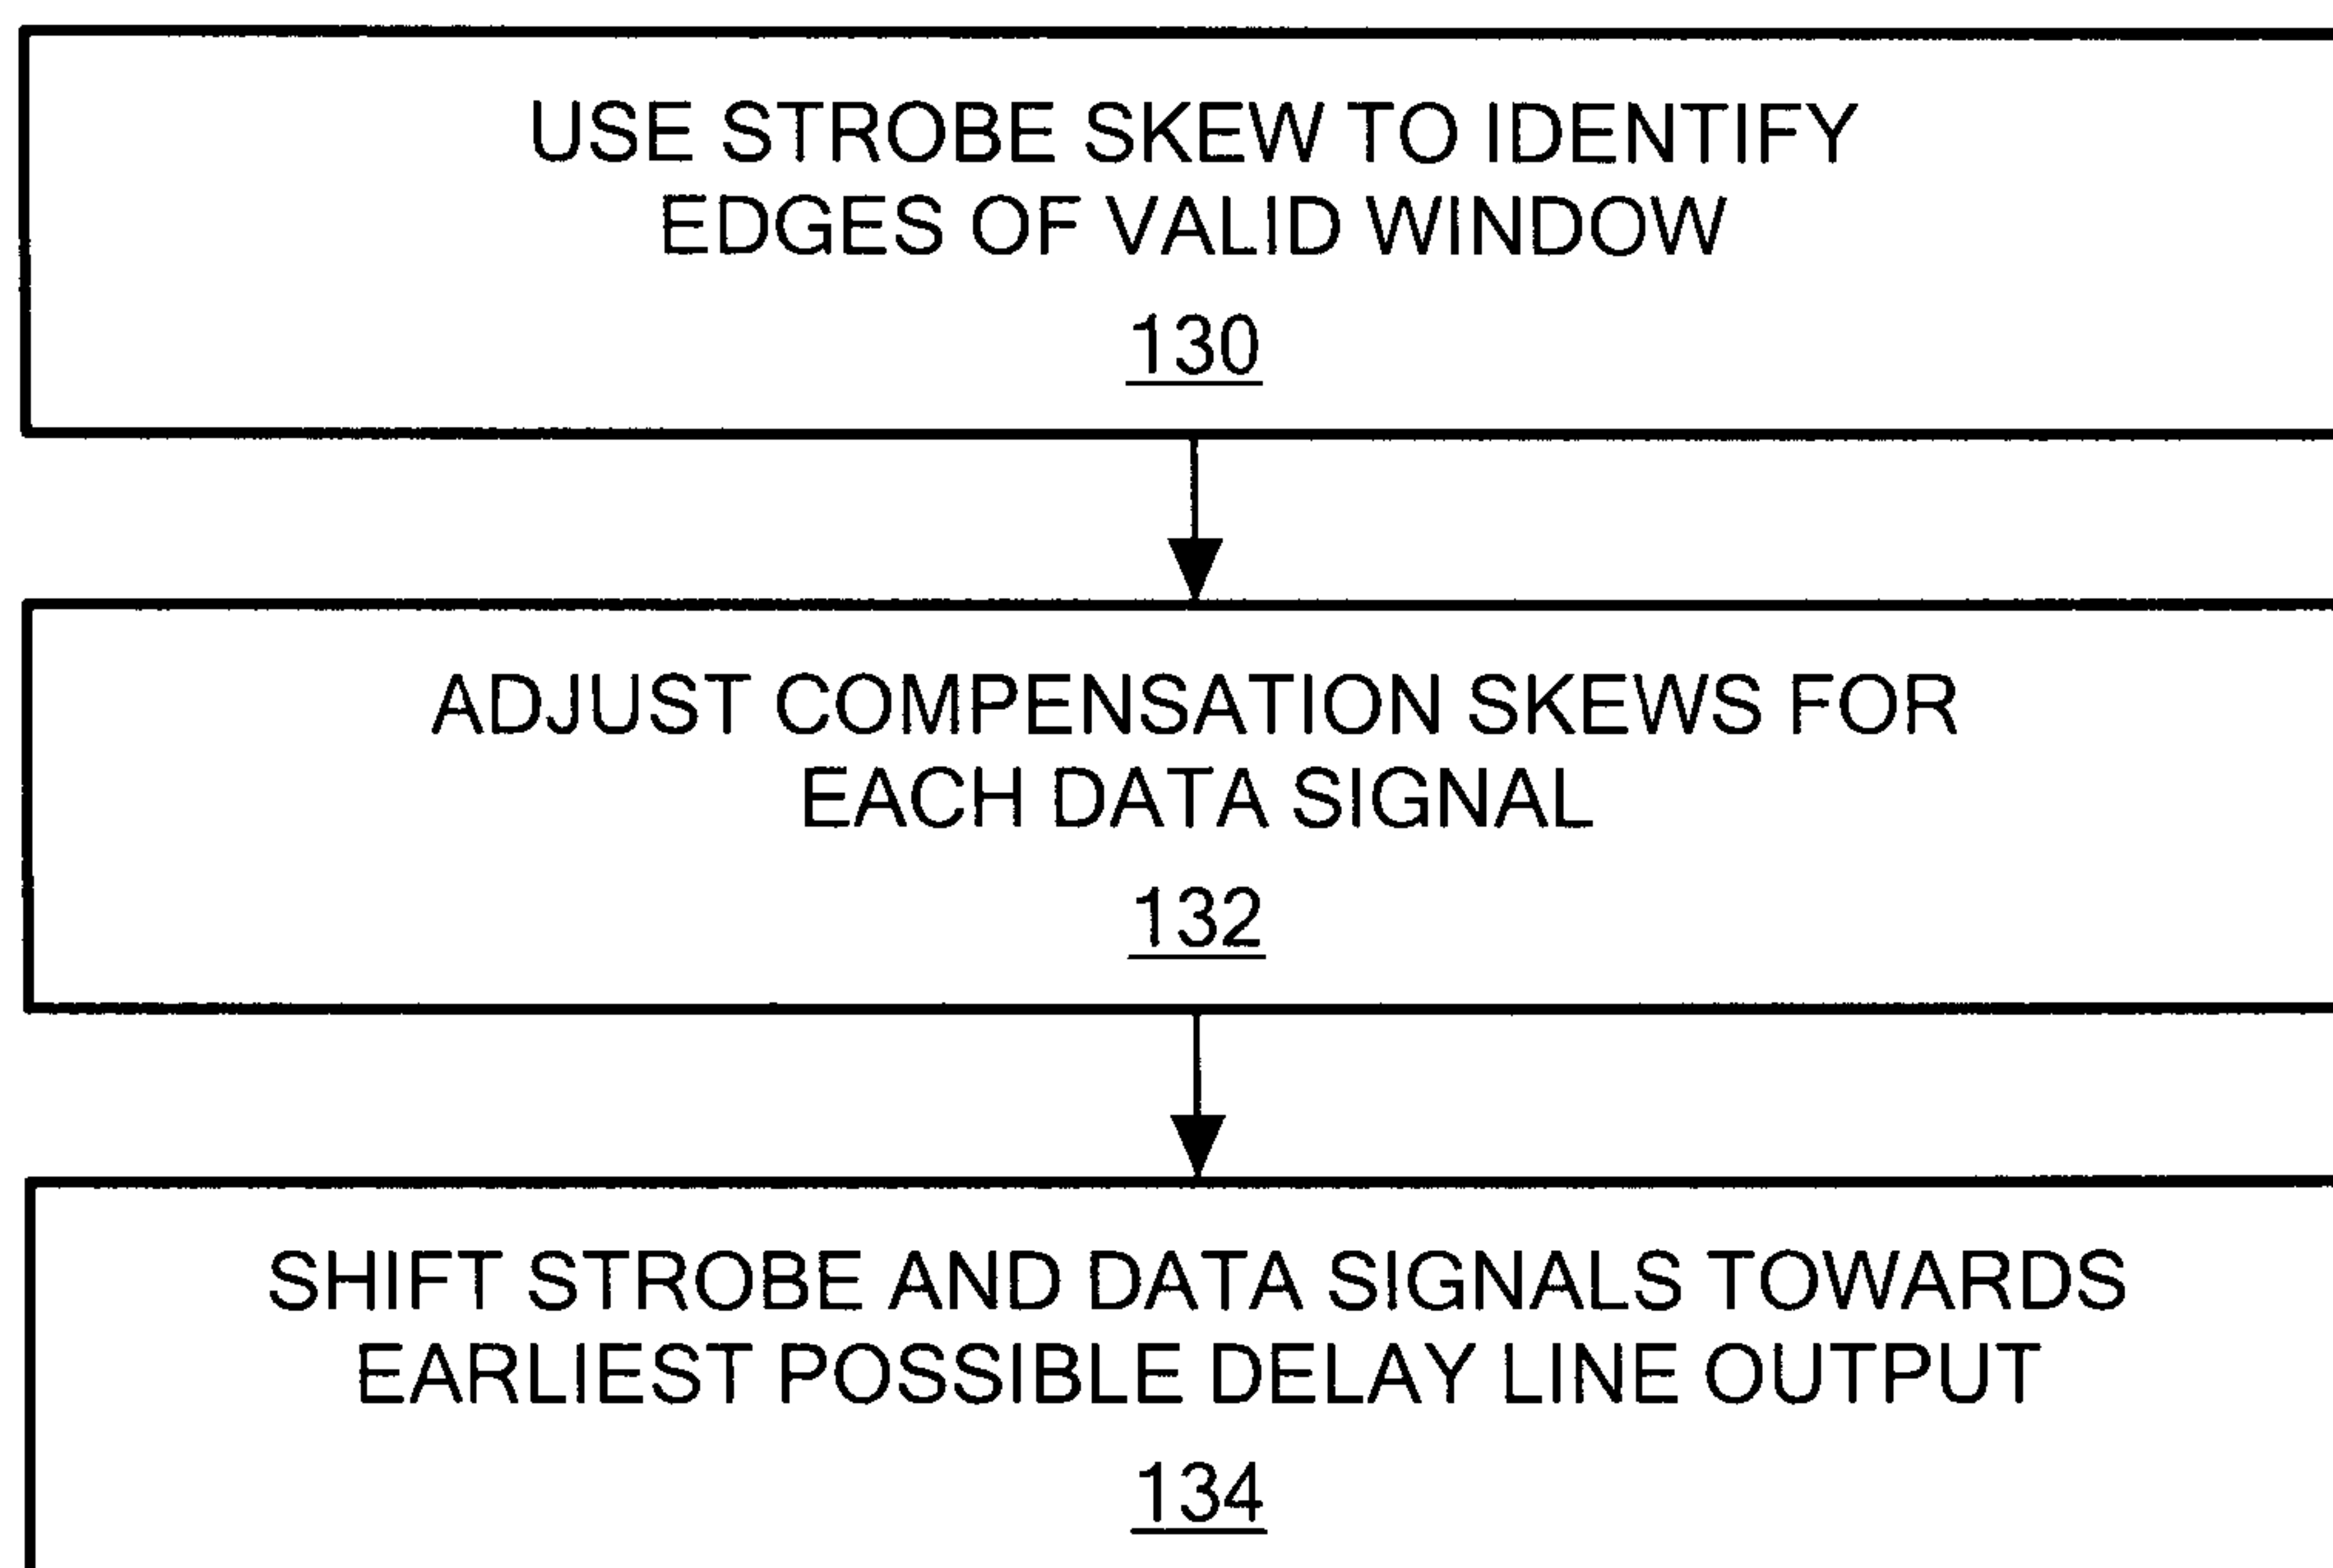 USE STROBE SKEW TO IDENTIFY
EDGES OF VALID WINDOW
130
ADJUST COMPENSATION SKEWS FOR
EACH DATA SIGNAL
132
SHIFT STROBE AND DATA SIGNALS TOWARDS
EARLIEST POSSIBLE DELAY LINE OUTPUT
134